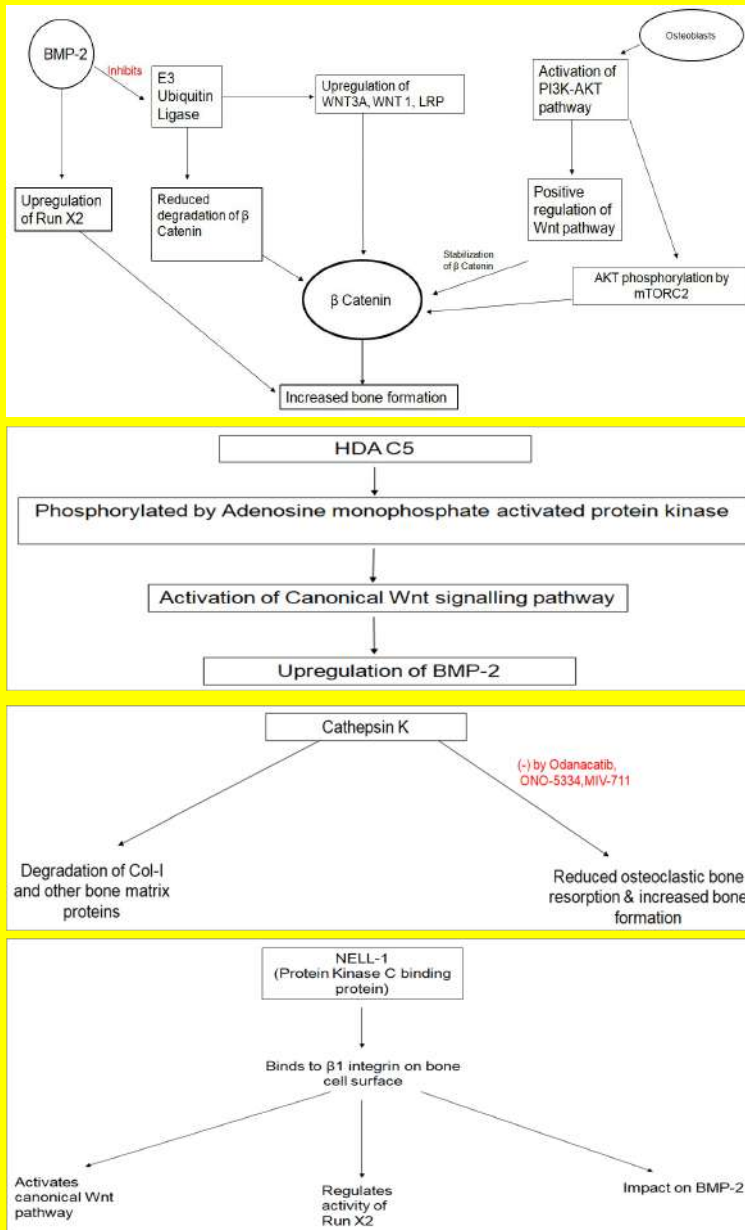 BMP-2
Inhibits
E3
Ubiquitin
Ligase
Upregulation of
WNT3A, WNT 1, LRP
Osteoblasts
Activation of
PI3K-AKT
pathway
Upregulation
of Run X2
Reduced
degradation of β
Catenin
Positive
regulation of
Wnt pathway
Stabilization
of β Catenin
AKT phosphorylation by
mTORC2
β Catenin
Increased bone formation
HDA C5
Phosphorylated by Adenosine monophosphate activated protein kinase
Activation of Canonical Wnt signalling pathway
Upregulation of BMP-2
Cathepsin K
(-) by Odanacatib,
ONO-5334,MIV-711
Degradation of Col-I
and other bone matrix
proteins
Reduced osteoclastic bone
resorption & increased bone
formation
NELL-1
(Protein Kinase C binding
protein)
Binds to β1 integrin on bone
cell surface
Activates
canonical Wnt
pathway
Regulates
activity of
Run X2
Impact on BMP-2